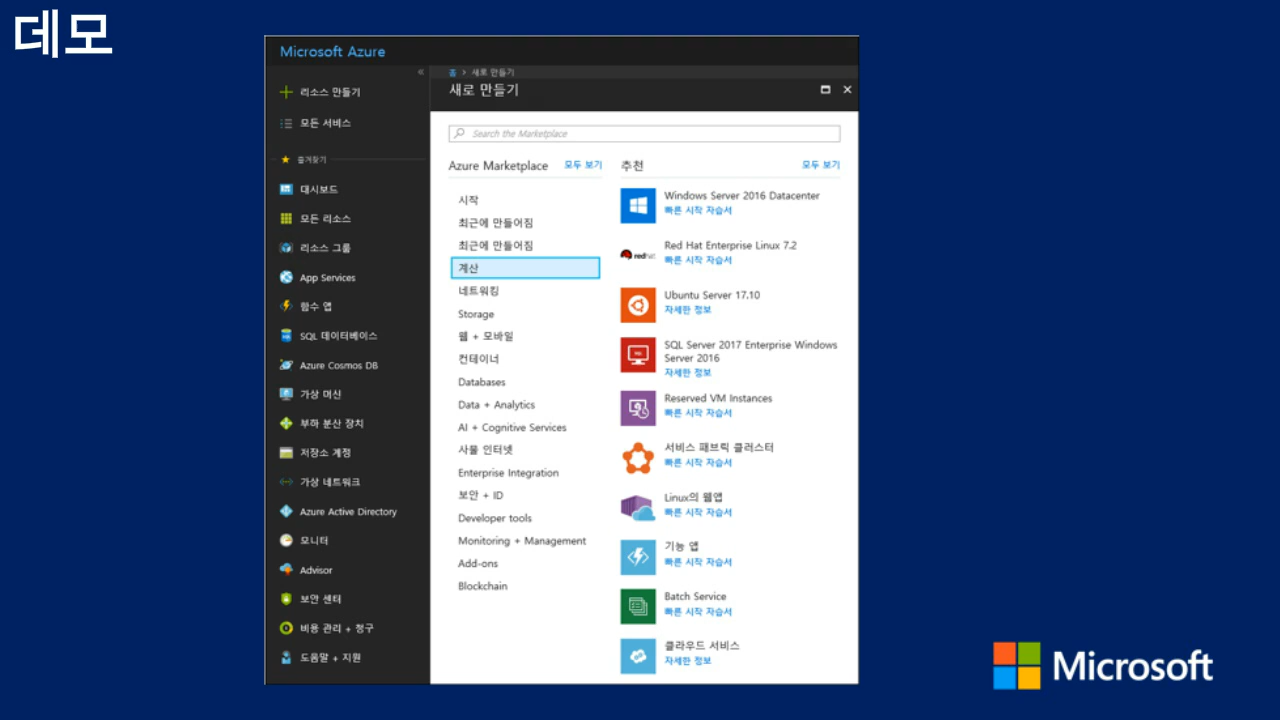 데모
Microsoft Azure
리소스 만들기
모든 서비스
즐겨찾기
대시보드
모든 리소스
리소스 그룹
App Services
함수 앱
SQL 데이터베이스
Azure Cosmos DB
가상 머신
부하 분산 장치
저장소 계정
가상 네트워크
Azure Active Directory
모니터
Advisor
보안 센터
비용 관리 + 청구
도움말 + 지원
홈 > 새로 만들기
새로 만들기
Search the Marketplace
Azure Marketplace 모두 보기
시작
최근에 만들어짐
최근에 만들어짐
계산
네트워킹
Storage
웹 + 모바일
컨테이너
Databases
Data + Analytics
AI + Cognitive Services
사물 인터넷
Enterprise Integration
보안 + ID
Developer tools
Monitoring + Management
Add-ons
Blockchain
추천 모두 보기
Windows Server 2016 Datacenter
빠른 시작 자습서
redhat
Red Hat Enterprise Linux 7.2
빠른 시작 자습서
Ubuntu Server 17.10
자세한 정보
SQL Server 2017 Enterprise Windows
Server 2016
자세한 정보
Reserved VM Instances
빠른 시작 자습서
서비스 패브릭 클러스터
빠른 시작 자습서
Linux의 웹앱
빠른 시작 자습서
기능 앱
빠른 시작 자습서
Batch Service
빠른 시작 자습서
클라우드 서비스
자세한 정보
Microsoft